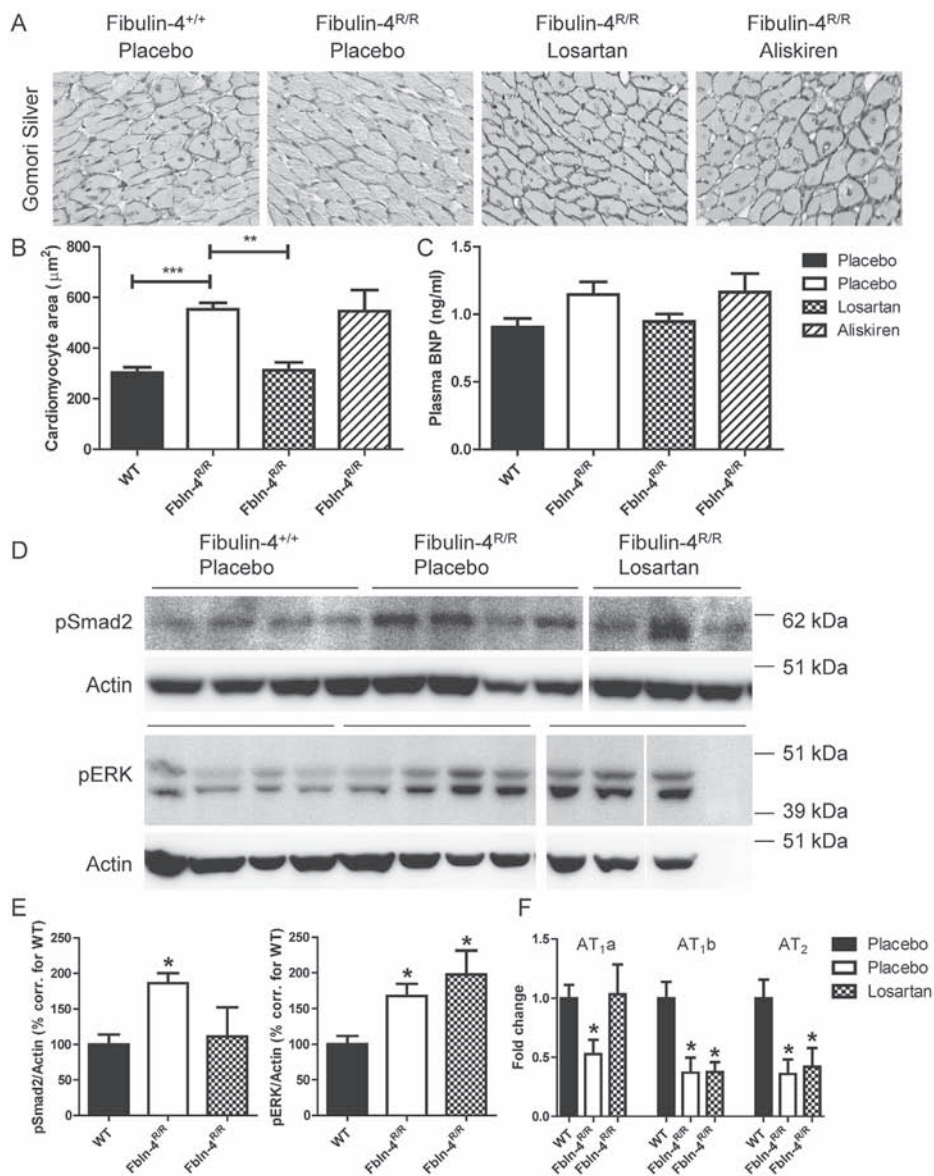 A
Fibulin-4+/+ Placebo
Fibulin-4R/R Placebo
Fibulin-4R/R Losartan
Fibulin-4R/R Aliskiren
Gomori Silver
B
Cardiomyocyte area (μm²)
800
600
400
200
0
***
**
WT
Fbln-4R/R
Fbln-4R/R
Fbln-4R/R
C
Plasma BNP (ng/ml)
1.5
1.0
0.5
0.0
WT
Fbln-4R/R
Fbln-4R/R
Fbln-4R/R
Placebo
Placebo
Losartan
Aliskiren
D
Fibulin-4+/+ Placebo
Fibulin-4R/R Placebo
Fibulin-4R/R Losartan
pSmad2
62 kDa
51 kDa
Actin
pERK
51 kDa
39 kDa
51 kDa
Actin
E
pSmad2/Actin (% corr. for WT)
250
200
150
100
50
0
*
WT
Fbln-4R/R
Fbln-4R/R
pERK/Actin (% corr. for WT)
250
200
150
100
50
0
*
*
WT
Fbln-4R/R
Fbln-4R/R
F
Fold change
1.5
1.0
0.5
0.0
AT1a
AT1b
AT2
*
*
*
*
*
WT
Fbln-4R/R
Fbln-4R/R
WT
Fbln-4R/R
Fbln-4R/R
WT
Fbln-4R/R
Fbln-4R/R
Placebo
Placebo
Losartan